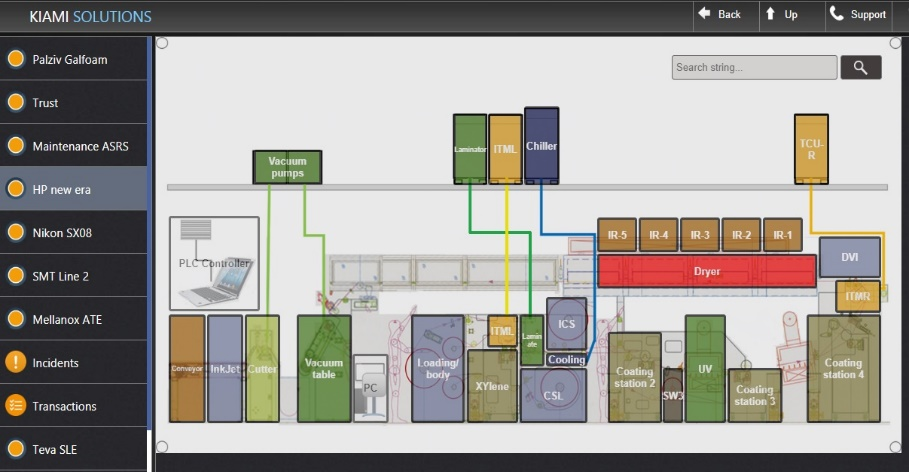 KIAMI SOLUTIONS
Back
Up
Support
Palziv Galfoam
Trust
Maintenance ASRS
HP new era
Nikon SX08
SMT Line 2
Mellanox ATE
Incidents
Transactions
Teva SLE
Search string...
Vacuum
pumps
Laminator
ITML
Chiller
TCU-
R
PLC Controller
IR-5
IR-4
IR-3
IR-2
IR-1
Dryer
DVI
ITMR
Conveyor
InkJet
Cutter
Vacuum
table
PC
Loading/
body
XYlene
ITML
Lamin
ate
ICS
Cooling
CSL
Coating
station 2
SW3
UV
Coating
station 3
Coating
station 4